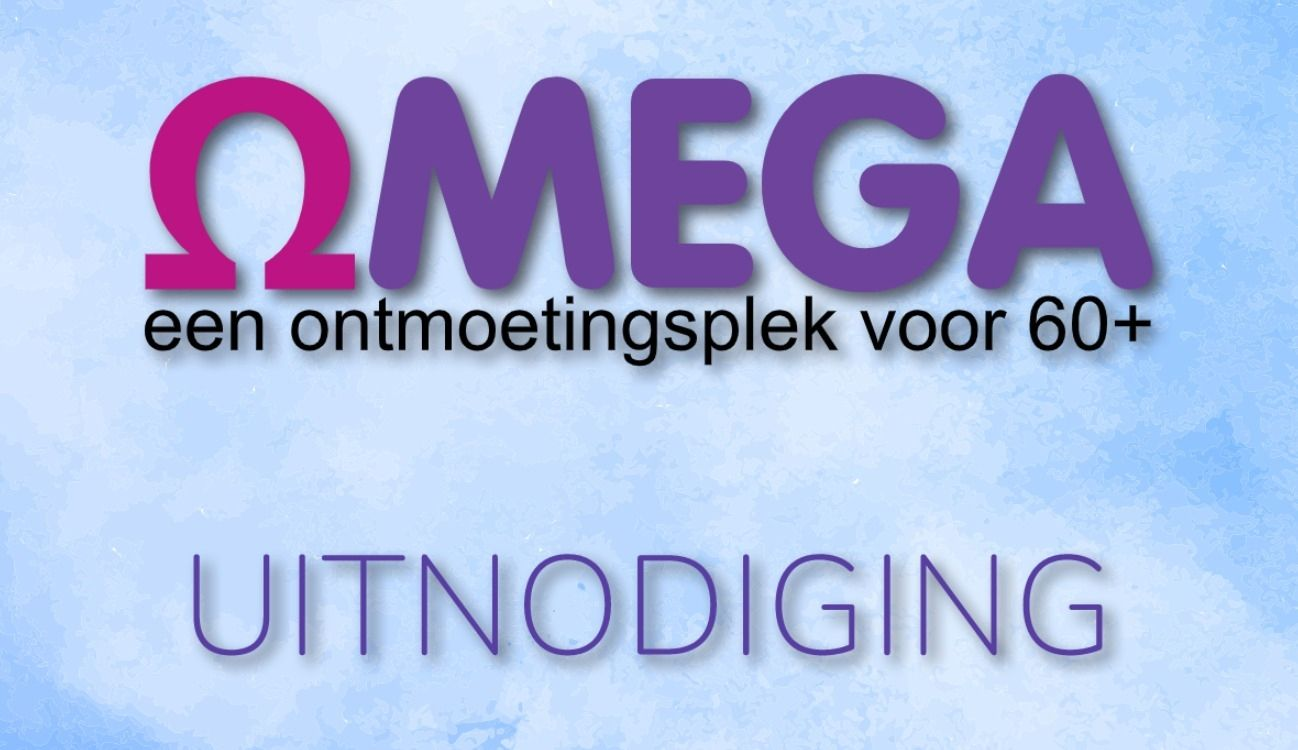 ΩMEGA
een ontmoetingsplek voor 60+
UITNODIGING